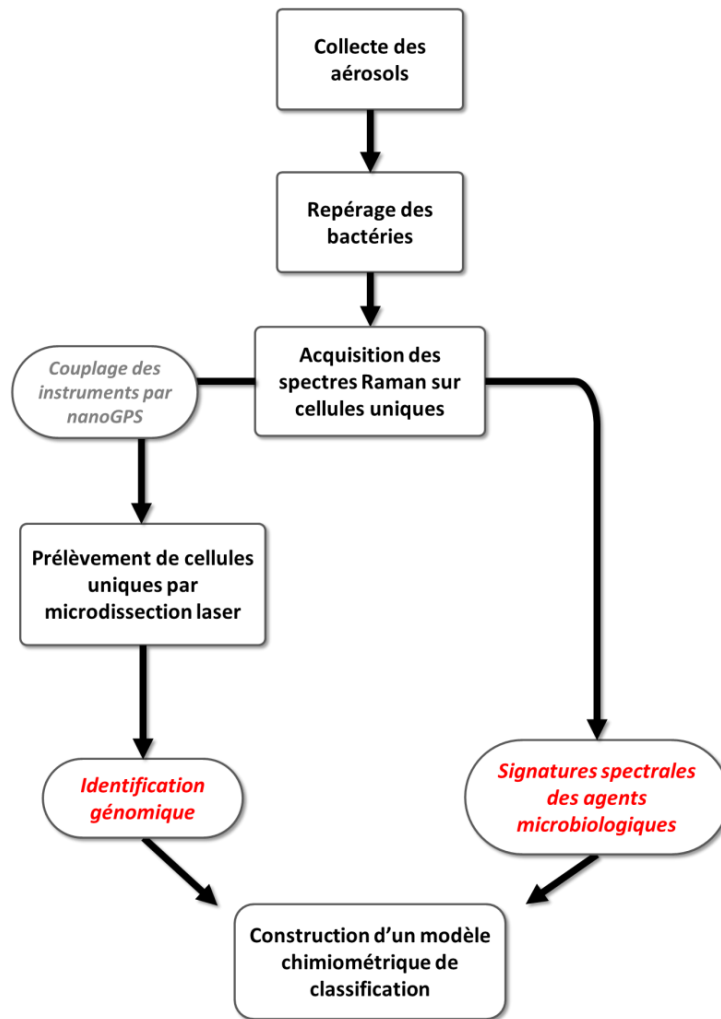 Collecte des
aérosols
Repérage des
bactéries
Acquisition des
spectres Raman sur
cellules uniques
Couplage des
instruments par
nanoGPS
Prélèvement de cellules
uniques par
microdissection laser
Identification
génomique
Signatures spectrales
des agents
microbiologiques
Construction d'un modèle
chimiométrique de
classification